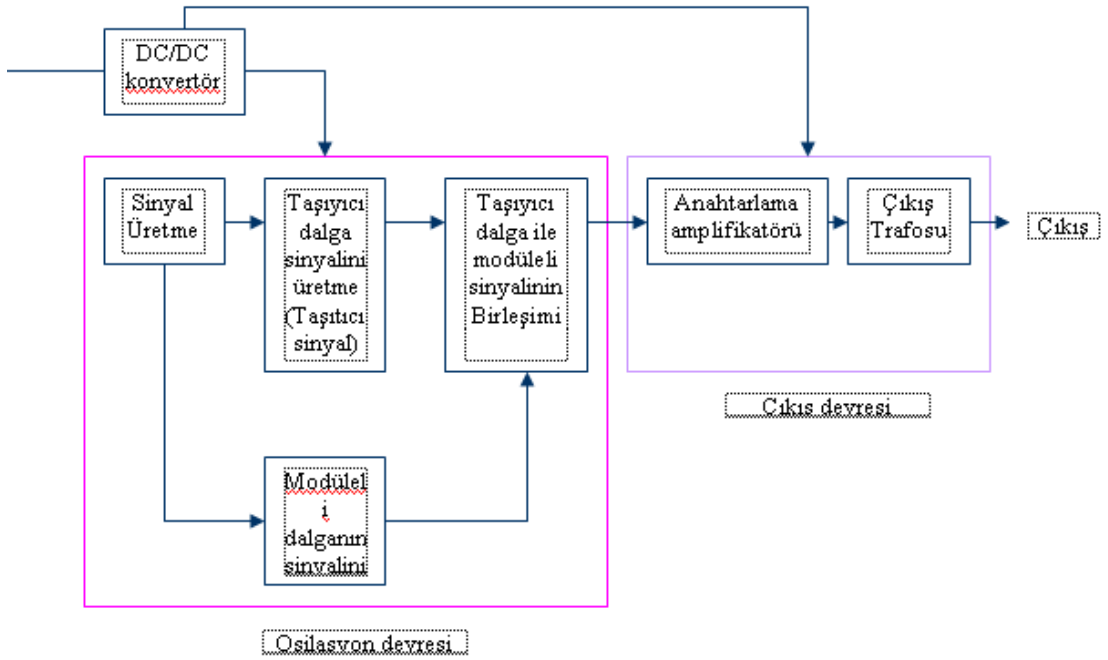 DC/DC
konvertör
Sinyal
Üretme
Taşıyıcı
dalga
sinyalini
üretme
(Taşıtıcı
sinyal)
Taşıyıcı
dalga ile
modüleli
sinyalinin
Birleşimi
Anahtarlama
amplifikatörü
Çıkış
Trafosu
Çıkış
Çıkış devresi
Modülel
i
dalganın
sinyalini
Osilasyon devresi